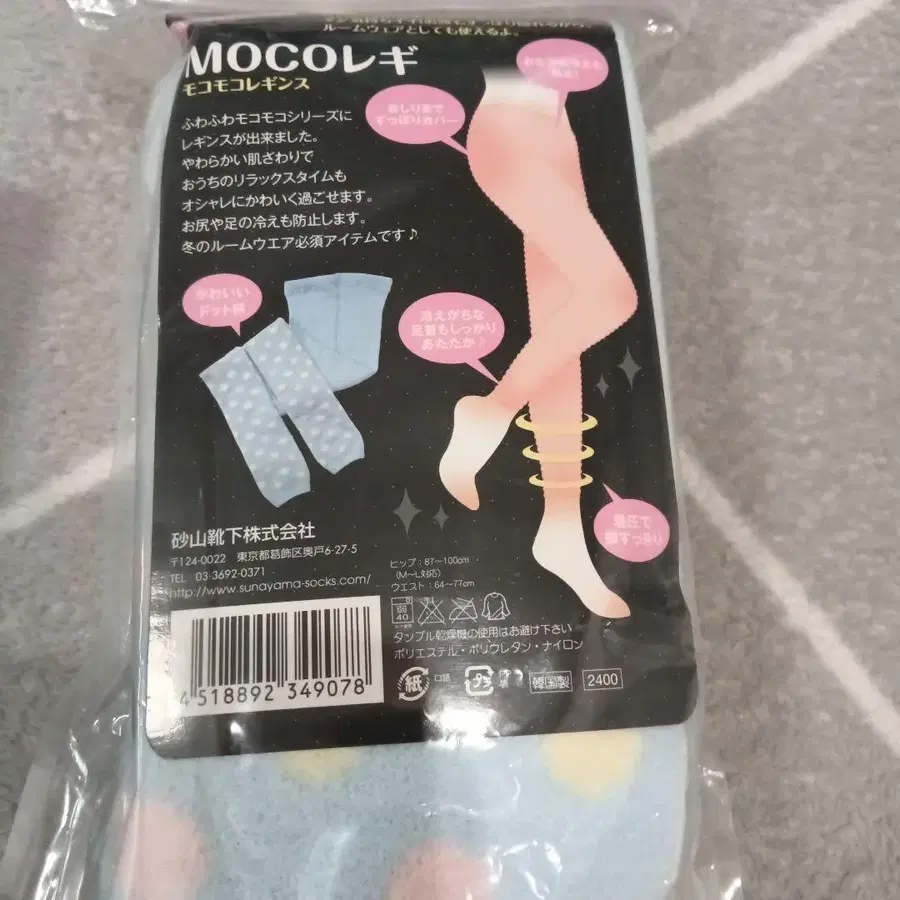 ルームウェアとしても使えるよ。
MOCOレギ
モコモコレギンス
ふわふわモコモコシリーズに
レギンスが出来ました。
やわらかい肌ざわりで
おうちのリラックスタイムも
オシャレにかわいく過ごせます。
お尻や足の冷えも防止します。
冬のルームウエア必須アイテムです♪
おしりまで
すっぽりカバー
かわいい
ドット柄
冷えがちな
足首もしっかり
あたたか♪
着圧で
脚すっきり
砂山靴下株式会社
〒124-0022 東京都葛飾区奥戸6-27-5
TEL 03-3692-0371
http://www.sunayama-socks.com/
ヒップ：87〜100cm
(M〜L対応)
ウエスト：64〜77cm
40
タンブル乾燥機の使用はお避け下さい
ポリエステル・ポリウレタン・ナイロン
4 518892 349078
紙
口紙
プラ
袋
韓国製
2400